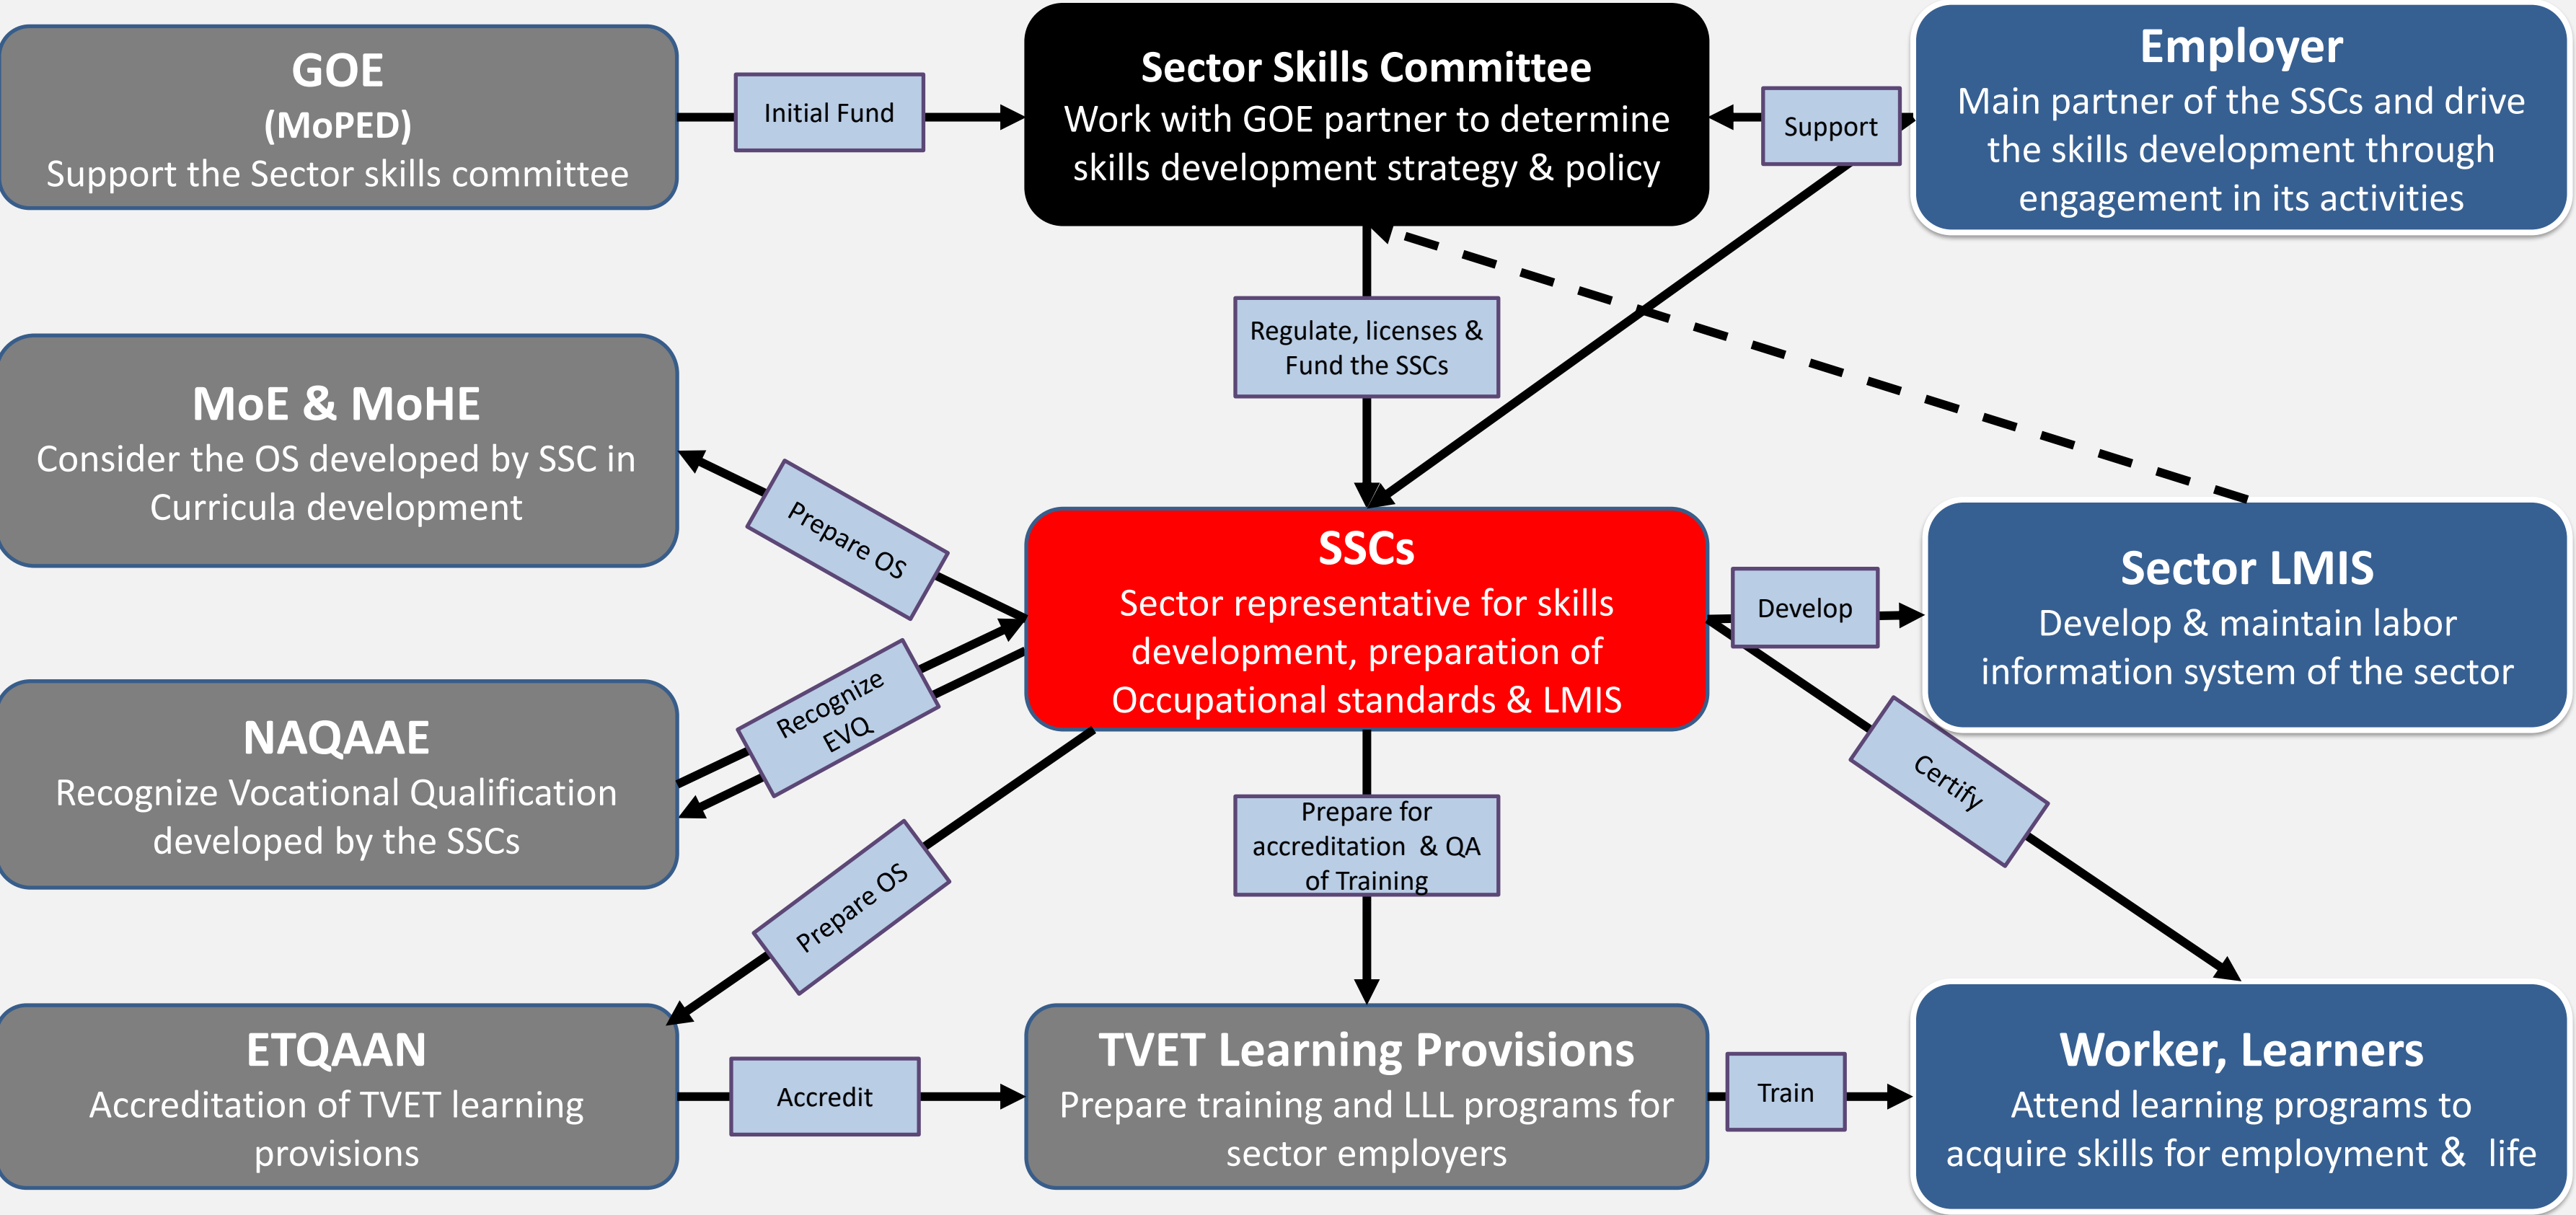 GOE
(MoPED)
Support the Sector skills committee
Initial Fund
Sector Skills Committee
Work with GOE partner to determine
skills development strategy & policy
Support
Employer
Main partner of the SSCs and drive
the skills development through
engagement in its activities
Regulate, licenses &
Fund the SSCs
MoE & MoHE
Consider the OS developed by SSC in
Curricula development
Prepare OS
SSCs
Sector representative for skills
development, preparation of
Occupational standards & LMIS
Develop
Sector LMIS
Develop & maintain labor
information system of the sector
Recognize
EVQ
NAQAAE
Recognize Vocational Qualification
developed by the SSCs
Certify
Prepare OS
Prepare for
accreditation & QA
of Training
ETQAAN
Accreditation of TVET learning
provisions
Accredit
TVET Learning Provisions
Prepare training and LLL programs for
sector employers
Train
Worker, Learners
Attend learning programs to
acquire skills for employment & life